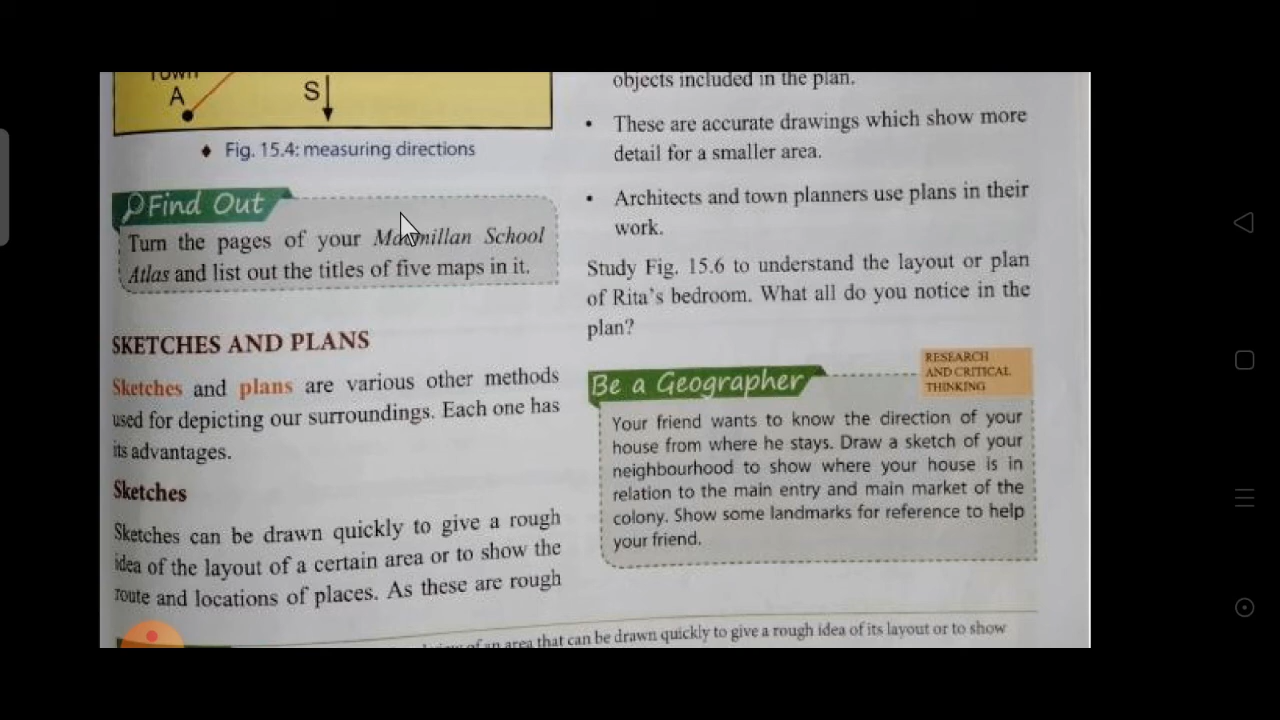 Town
A
S
Fig. 15.4: measuring directions
Find Out
Turn the pages of your Macmillan School
Atlas and list out the titles of five maps in it.
SKETCHES AND PLANS
Sketches and plans are various other methods
used for depicting our surroundings. Each one has
its advantages.
Sketches
Sketches can be drawn quickly to give a rough
idea of the layout of a certain area or to show the
route and locations of places. As these are rough
objects included in the plan.
• These are accurate drawings which show more
detail for a smaller area.
• Architects and town planners use plans in their
work.
Study Fig. 15.6 to understand the layout or plan
of Rita's bedroom. What all do you notice in the
plan?
Be a Geographer
RESEARCH
AND CRITICAL
THINKING
Your friend wants to know the direction of your
house from where he stays. Draw a sketch of your
neighbourhood to show where your house is in
relation to the main entry and main market of the
colony. Show some landmarks for reference to help
your friend.
of an area that can be drawn quickly to give a rough idea of its layout or to show